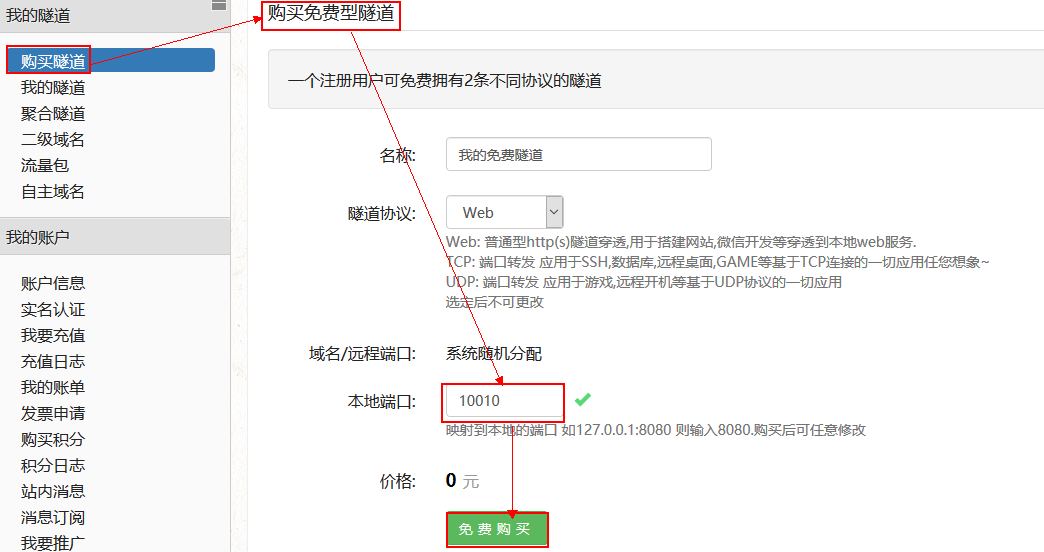 我的隧道
购买隧道
我的隧道
聚合隧道
二级域名
流量包
自主域名
我的账户
账户信息
实名认证
我要充值
充值日志
我的账单
发票申请
购买积分
积分日志
站内消息
消息订阅
我要推广
购买免费型隧道
一个注册用户可免费拥有2条不同协议的隧道
名称: 我的免费隧道
隧道协议: Web
Web: 普通型http(s)隧道穿透,用于搭建网站,微信开发等穿透到本地web服务.
TCP: 端口转发 应用于SSH,数据库,远程桌面,GAME等基于TCP连接的一切应用任您想象~
UDP: 端口转发 应用于游戏,远程开机等基于UDP协议的一切应用
选定后不可更改
域名/远程端口: 系统随机分配
本地端口: 10010
映射到本地的端口 如127.0.0.1:8080 则输入8080.购买后可任意修改
价格: 0 元
免费购买